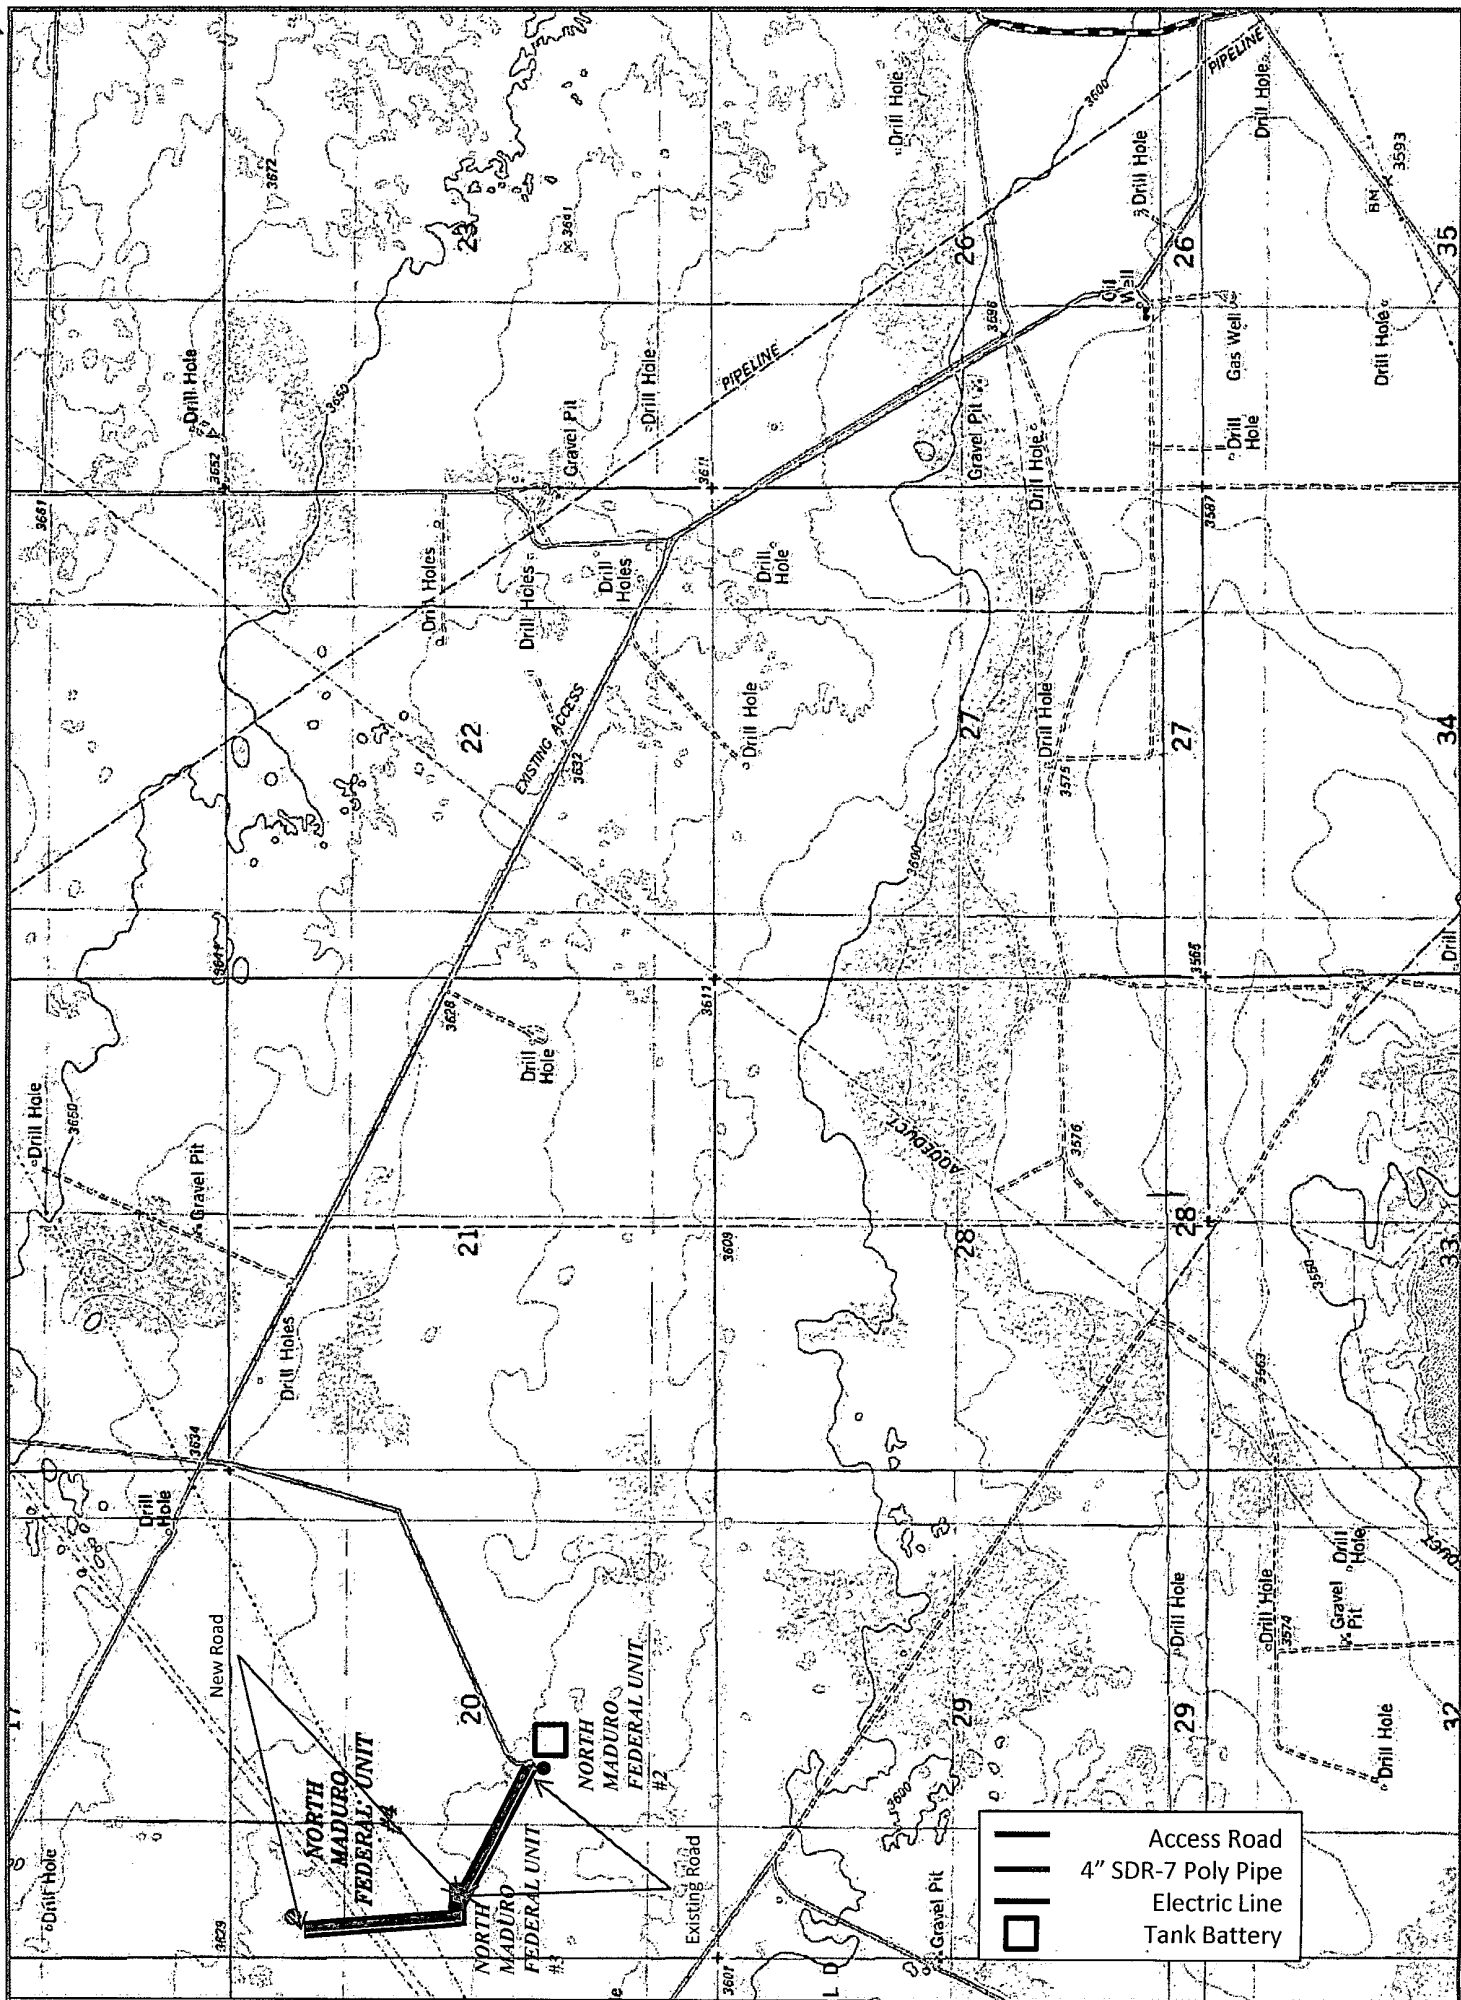 3661
3652
Drill Hole
3672
3650
23
3641
Gravel Pit
Drill Hole
PIPELINE
3611
Drill Holes
Drill Holes
Drill
Holes
Drill
Hole
22
EXISTING ACCESS
3632
Drill Hole
Drill Hole
26
3600
3596
Gravel Pit
Drill Hole
PIPELINE
Drill Hole
Drill Hole
26
Oil
Well
Gas Well
Drill
Hole
3587
Drill Hole
BM
3593
35
27
Drill Hole
3575
27
34
3600
3628
Drill
Hole
3611
3565
Drill
Drill Hole
3650
Gravel Pit
21
3609
Drill Holes
3634
Drill
Hole
AQUEDUCT
28
3576
28
3563
3550
33
17
New Road
20
NORTH
MADURO
FEDERAL UNIT
#4
NORTH
MADURO
FEDERAL UNIT
#2
NORTH
MADURO
FEDERAL UNIT
#3
Existing Road
Drill Hole
3629
3601
29
3600
Gravel Pit
29
Drill Hole
Drill Hole
3574
Gravel
Pit
Drill
Hole
Drill Hole
32
L D
Access Road
4" SDR-7 Poly Pipe
Electric Line
Tank Battery